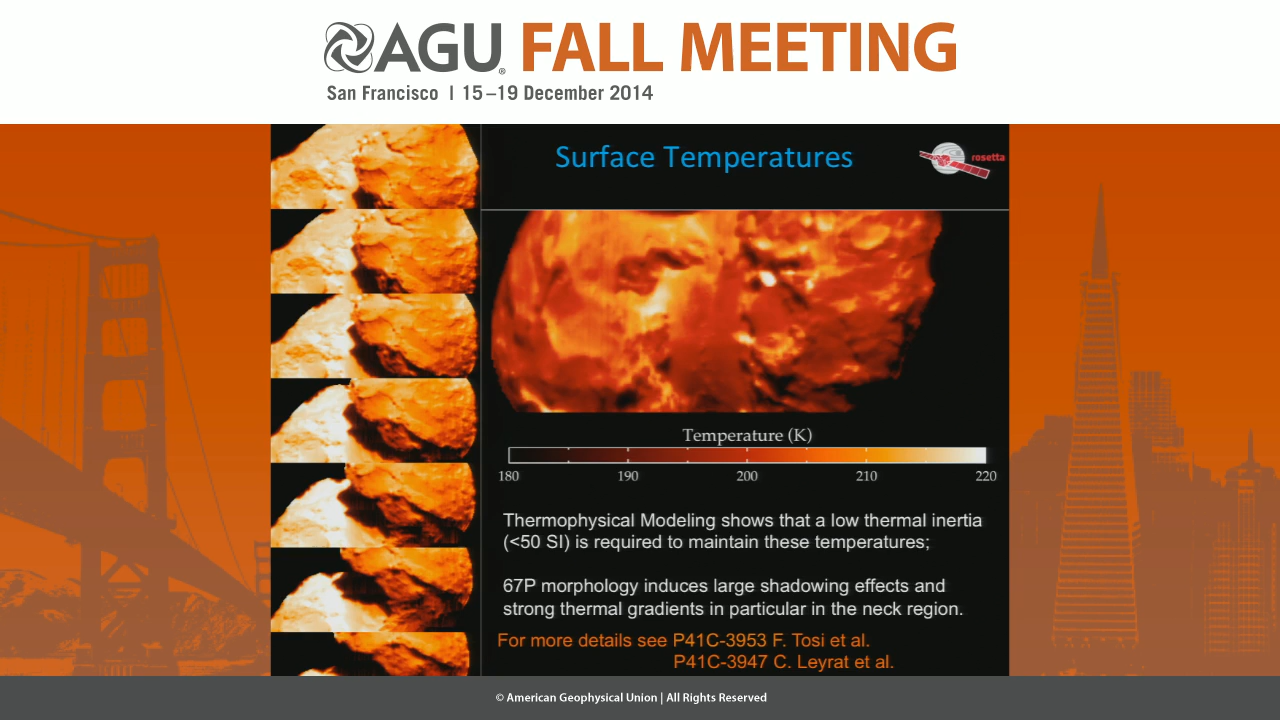 AGU® FALL MEETING
San Francisco | 15–19 December 2014
Surface Temperatures
rosetta
Temperature (K)
180 190 200 210 220
Thermophysical Modeling shows that a low thermal inertia
(<50 SI) is required to maintain these temperatures;
67P morphology induces large shadowing effects and
strong thermal gradients in particular in the neck region.
For more details see P41C-3953 F. Tosi et al.
P41C-3947 C. Leyrat et al.
© American Geophysical Union | All Rights Reserved